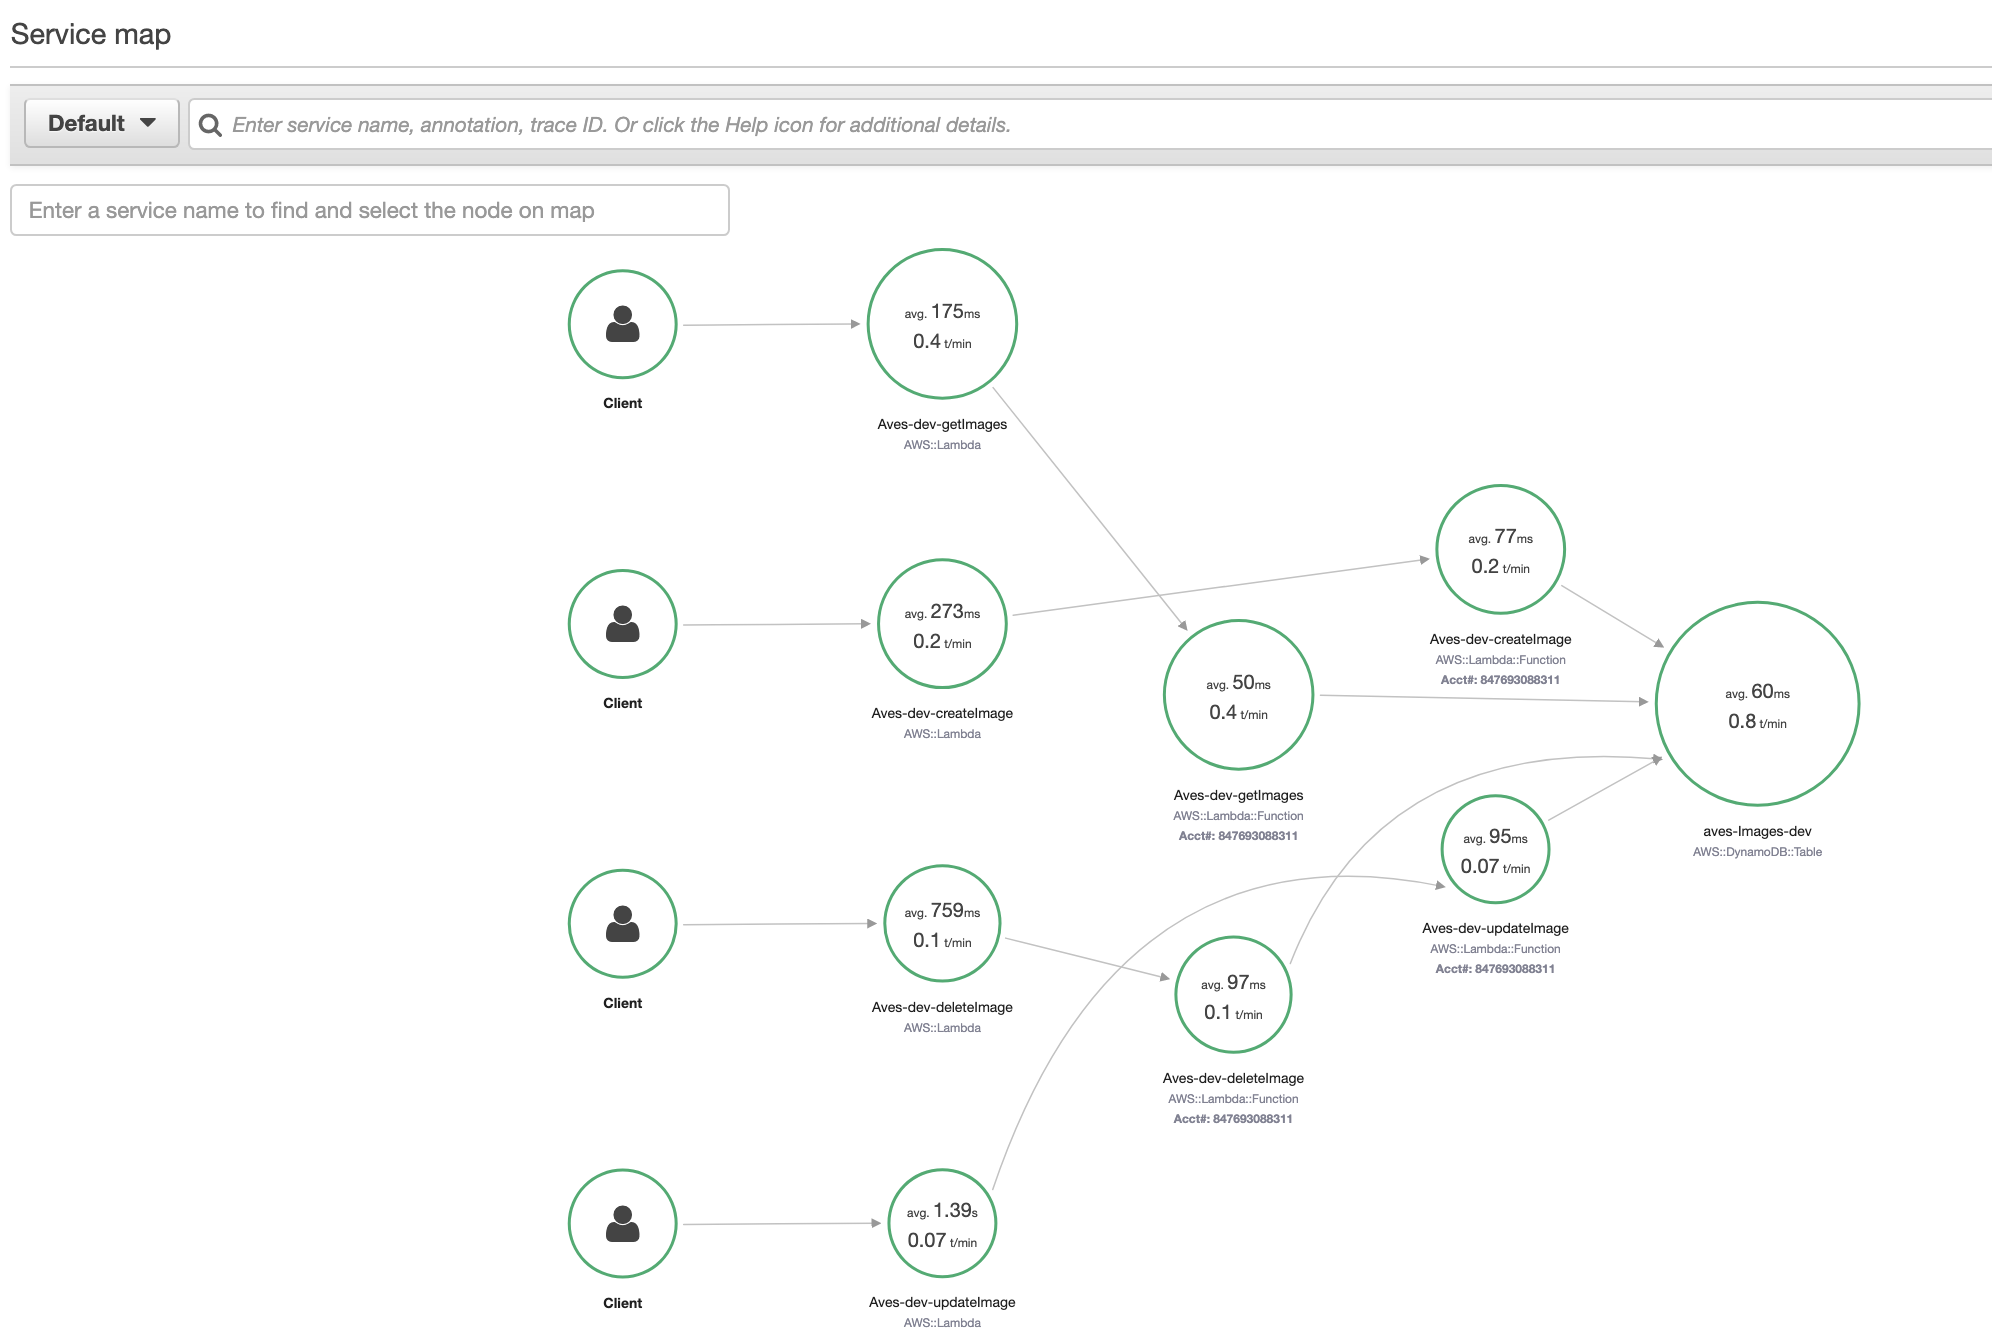 Service map
Default
Enter service name, annotation, trace ID. Or click the Help icon for additional details.
Enter a service name to find and select the node on map
Client
avg. 175ms
0.4 t/min
Aves-dev-getImages
AWS::Lambda
Client
avg. 273ms
0.2 t/min
Aves-dev-createImage
AWS::Lambda
avg. 77ms
0.2 t/min
Aves-dev-createImage
AWS::Lambda::Function
Acct#: 847693088311
avg. 50ms
0.4 t/min
Aves-dev-getImages
AWS::Lambda::Function
Acct#: 847693088311
avg. 60ms
0.8 t/min
aves-Images-dev
AWS::DynamoDB::Table
avg. 95ms
0.07 t/min
Aves-dev-updateImage
AWS::Lambda::Function
Acct#: 847693088311
Client
avg. 759ms
0.1 t/min
Aves-dev-deleteImage
AWS::Lambda
avg. 97ms
0.1 t/min
Aves-dev-deleteImage
AWS::Lambda::Function
Acct#: 847693088311
Client
avg. 1.39s
0.07 t/min
Aves-dev-updateImage
AWS::Lambda